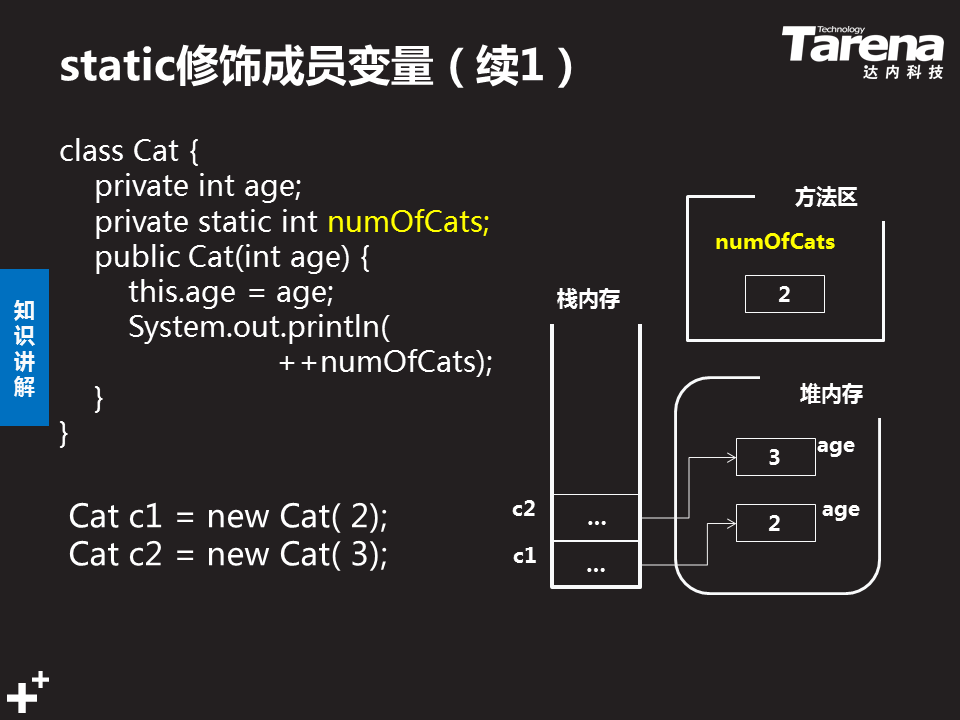 static修饰成员变量（续1）
Technology
Tarena
达内科技
class Cat {
private int age;
private static int numOfCats;
public Cat(int age) {
this.age = age;
System.out.println(
++numOfCats);
}
}
Cat c1 = new Cat( 2);
Cat c2 = new Cat( 3);
知识讲解
栈内存
c2
...
c1
...
方法区
numOfCats
2
堆内存
3
age
2
age